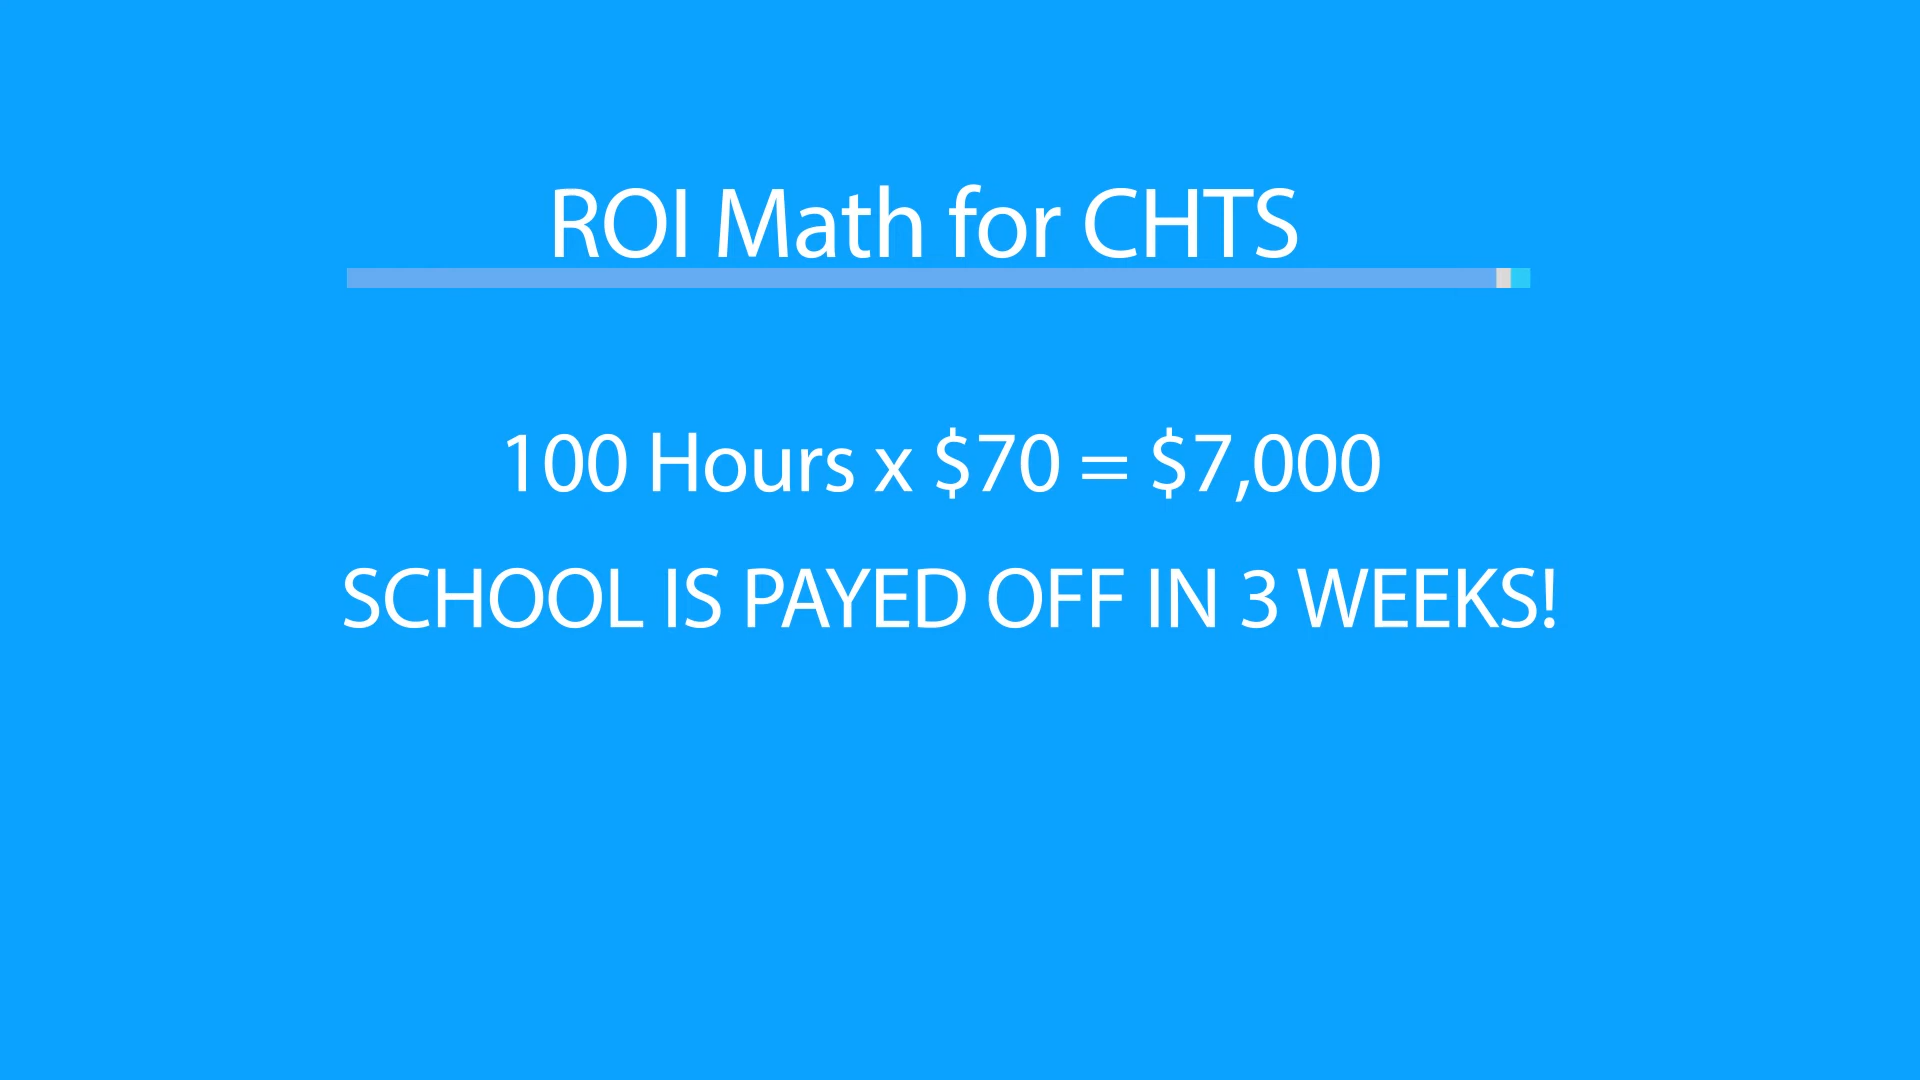 ROI Math for CHTS
100 Hours x $70 = $7,000
SCHOOL IS PAYED OFF IN 3 WEEKS!